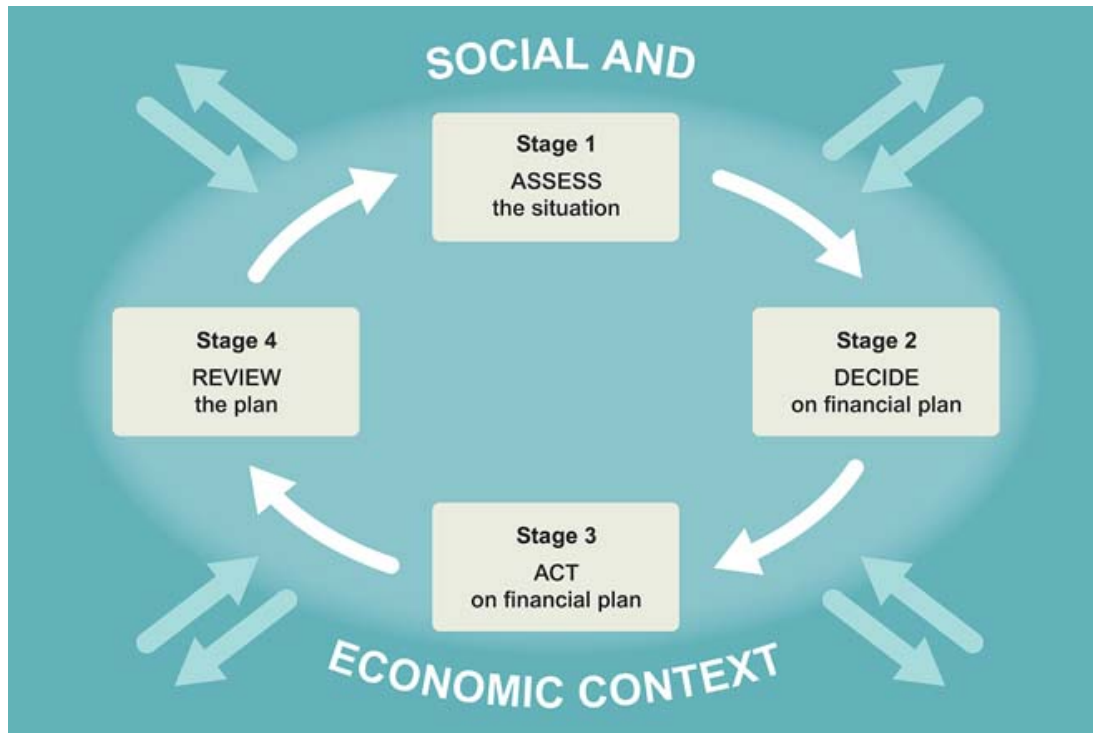 SOCIAL AND
Stage 1
ASSESS
the situation
Stage 4
REVIEW
the plan
Stage 2
DECIDE
on financial plan
Stage 3
ACT
on financial plan
ECONOMIC CONTEXT